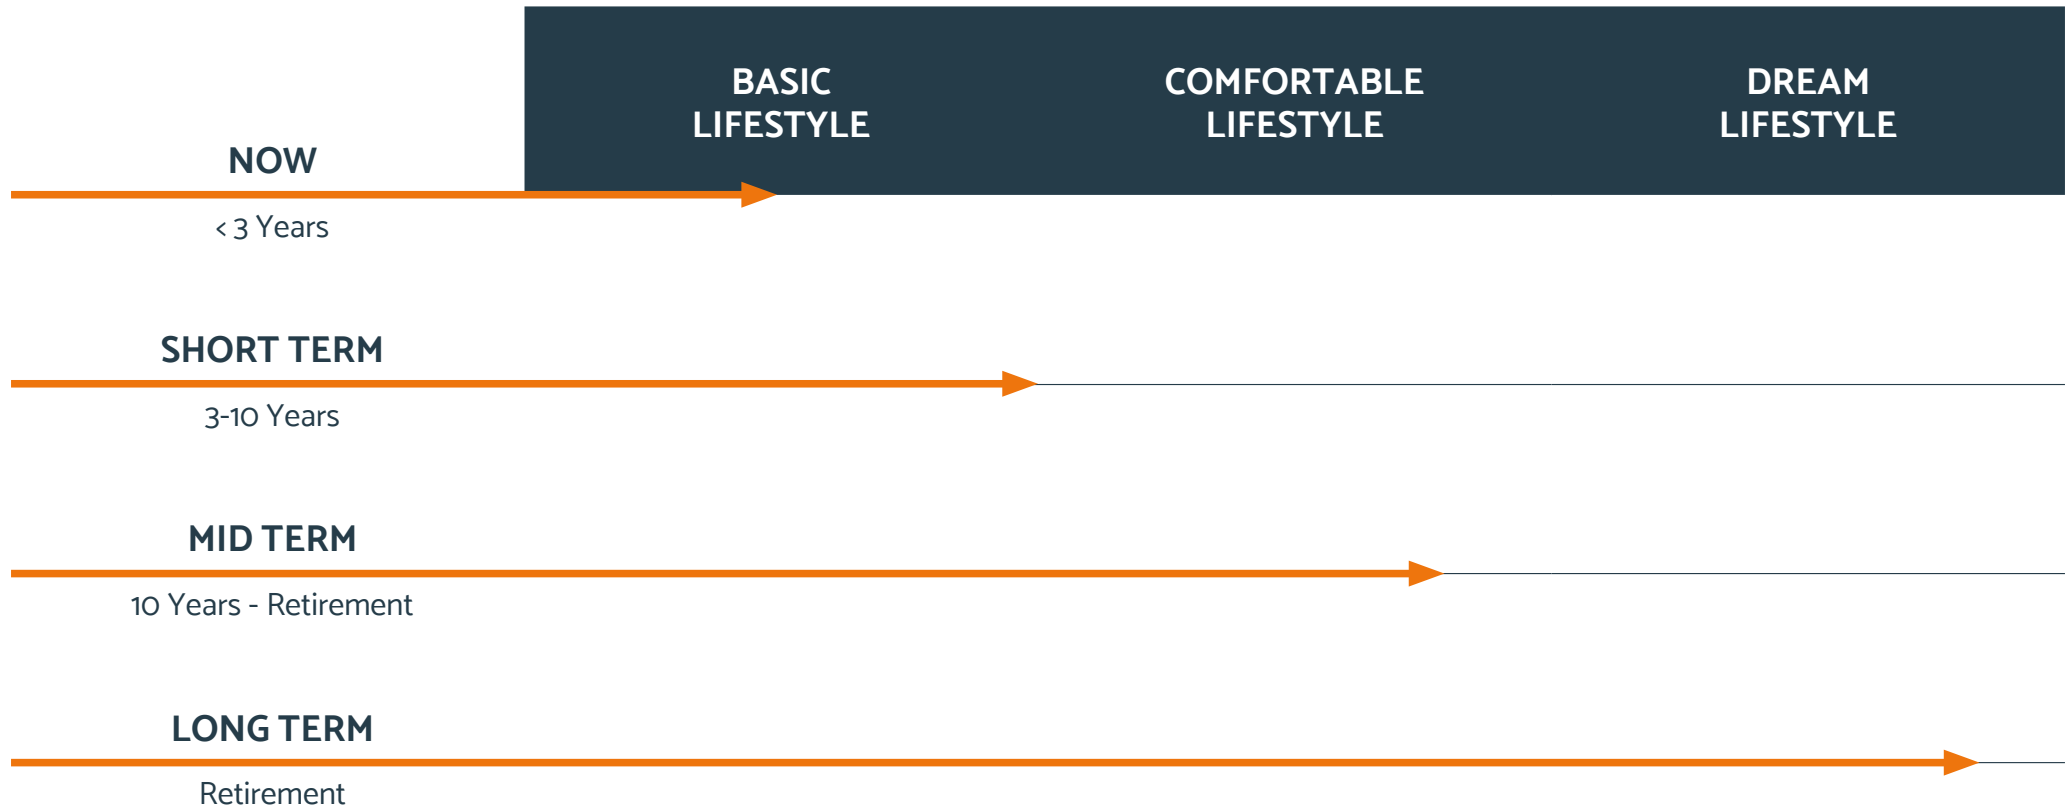 BASIC
LIFESTYLE
COMFORTABLE
LIFESTYLE
DREAM
LIFESTYLE
NOW
< 3 Years
SHORT TERM
3-10 Years
MID TERM
10 Years - Retirement
LONG TERM
Retirement